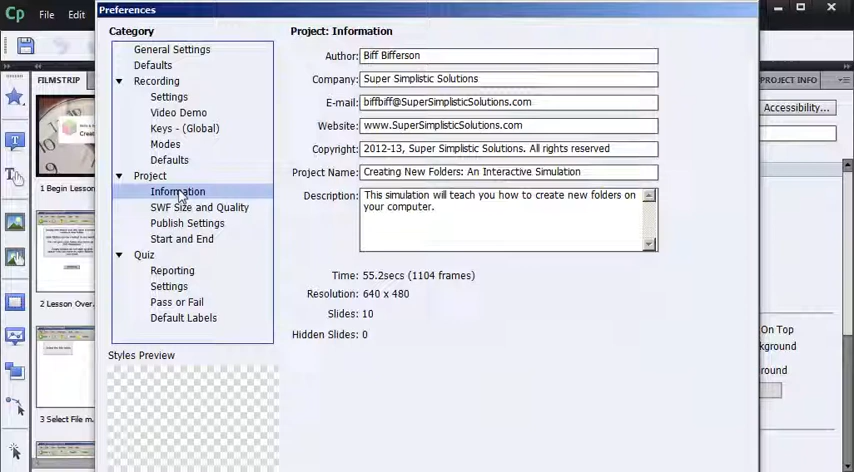 Cp File Edit
Preferences
Category
General Settings
Defaults
Recording
Settings
Video Demo
Keys - (Global)
Modes
Defaults
Project
Information
SWF Size and Quality
Publish Settings
Start and End
Quiz
Reporting
Settings
Pass or Fail
Default Labels
Styles Preview
Project: Information
Author: Biff Bifferson
Company: Super Simplistic Solutions
E-mail: biffbiff@SuperSimplisticSolutions.com
Website: www.SuperSimplisticSolutions.com
Copyright: 2012-13, Super Simplistic Solutions. All rights reserved
Project Name: Creating New Folders: An Interactive Simulation
Description: This simulation will teach you how to create new folders on
your computer.
Time: 55.2secs (1104 frames)
Resolution: 640 x 480
Slides: 10
Hidden Slides: 0
FILMSTRIP
1 Begin Lesson
2 Lesson Over...
3 Select File m...
PROJECT INFO
Accessibility...
On Top
kground
round